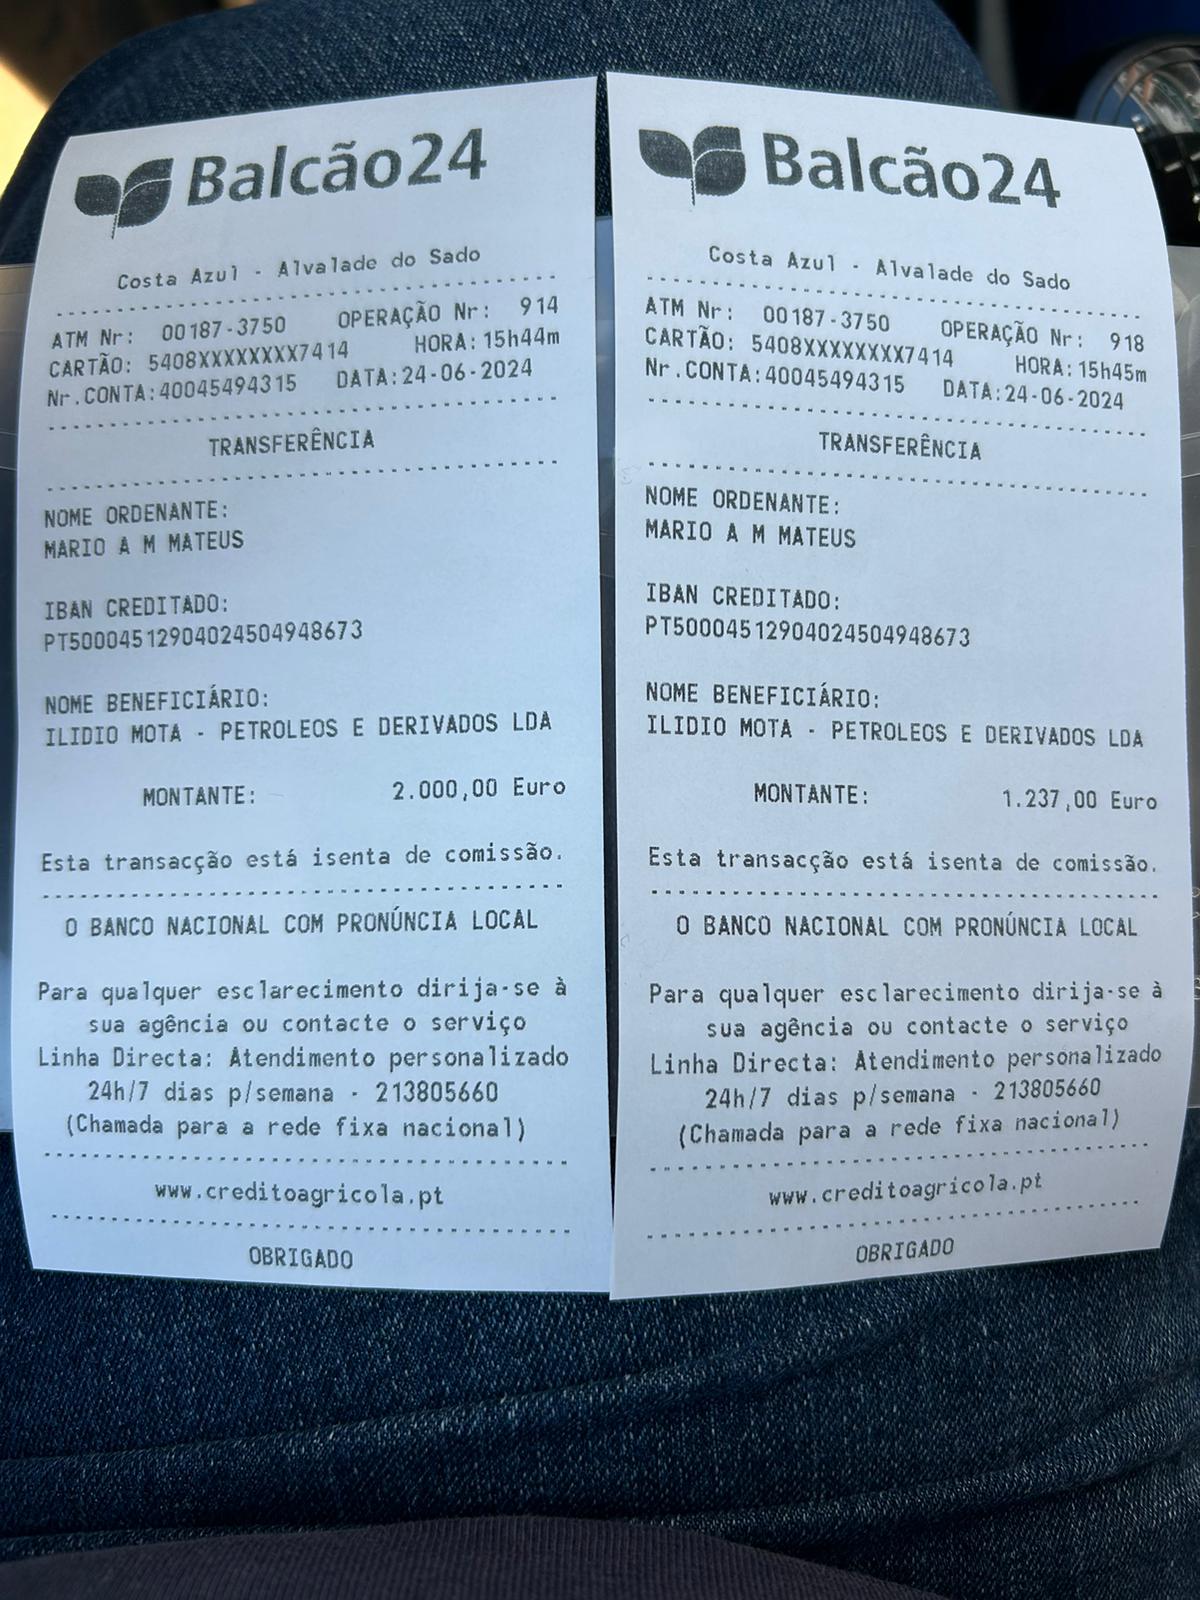 Balcão24
Costa Azul - Alvalade do Sado
ATM Nr: 00187-3750 OPERAÇÃO Nr: 914
CARTÃO: 5408XXXXXXXX7414 HORA:15h44m
Nr.CONTA:40045494315 DATA:24-06-2024
TRANSFERÊNCIA
NOME ORDENANTE:
MARIO A M MATEUS
IBAN CREDITADO:
PT50004512904024504948673
NOME BENEFICIÁRIO:
ILIDIO MOTA - PETROLEOS E DERIVADOS LDA
MONTANTE: 2.000,00 Euro
Esta transacção está isenta de comissão.
O BANCO NACIONAL COM PRONÚNCIA LOCAL
Para qualquer esclarecimento dirija-se à
sua agência ou contacte o serviço
Linha Directa: Atendimento personalizado
24h/7 dias p/semana - 213805660
(Chamada para a rede fixa nacional)
www.creditoagricola.pt
OBRIGADO
Balcão24
Costa Azul - Alvalade do Sado
ATM Nr: 00187-3750 OPERAÇÃO Nr: 918
CARTÃO: 5408XXXXXXXX7414 HORA:15h45m
Nr.CONTA:40045494315 DATA:24-06-2024
TRANSFERÊNCIA
NOME ORDENANTE:
MARIO A M MATEUS
IBAN CREDITADO:
PT50004512904024504948673
NOME BENEFICIÁRIO:
ILIDIO MOTA - PETROLEOS E DERIVADOS LDA
MONTANTE: 1.237,00 Euro
Esta transacção está isenta de comissão.
O BANCO NACIONAL COM PRONÚNCIA LOCAL
Para qualquer esclarecimento dirija-se à
sua agência ou contacte o serviço
Linha Directa: Atendimento personalizado
24h/7 dias p/semana - 213805660
(Chamada para a rede fixa nacional)
www.creditoagricola.pt
OBRIGADO